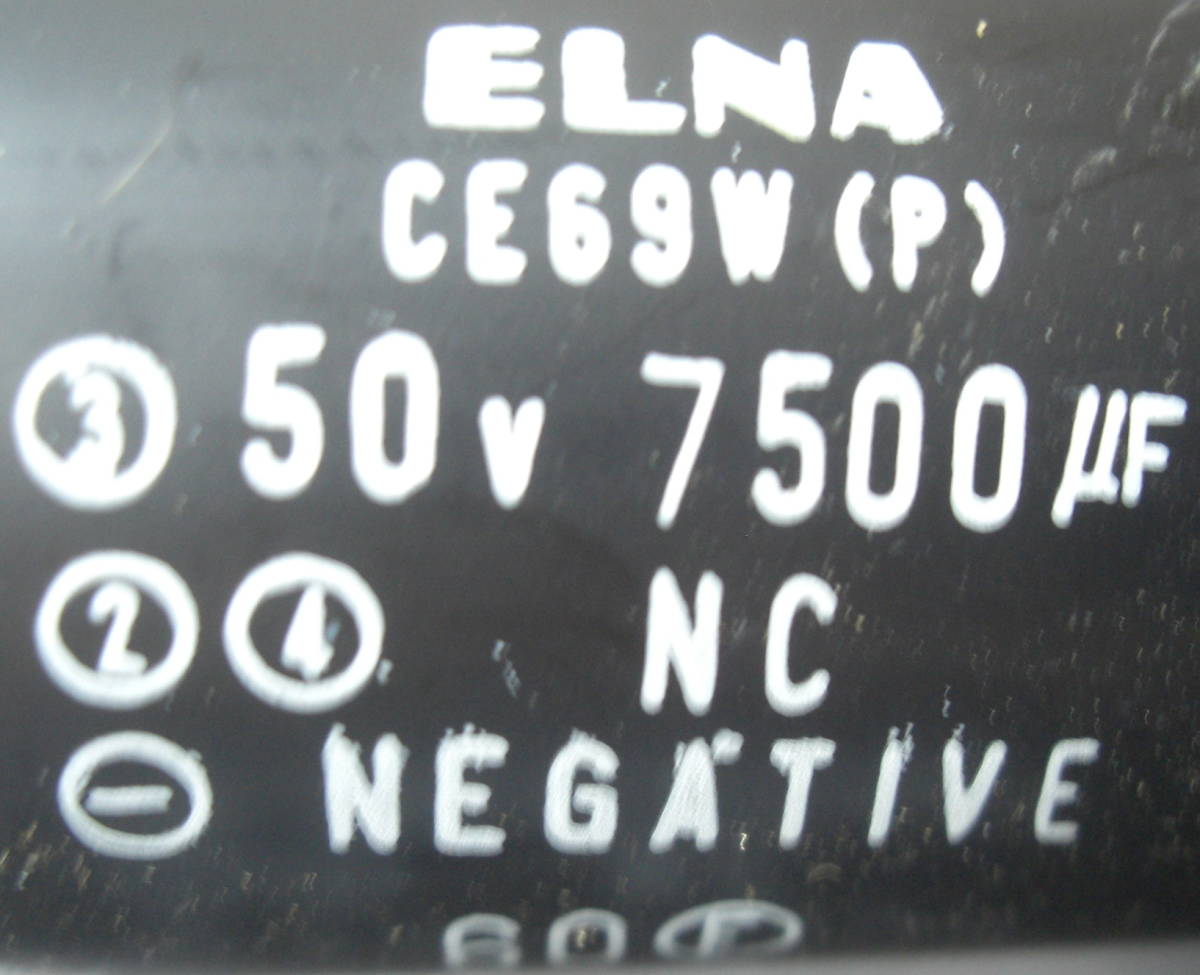 ELNA
CE69W (P)
③ 50v 7500μF
② ④ NC
⊖ NEGATIVE